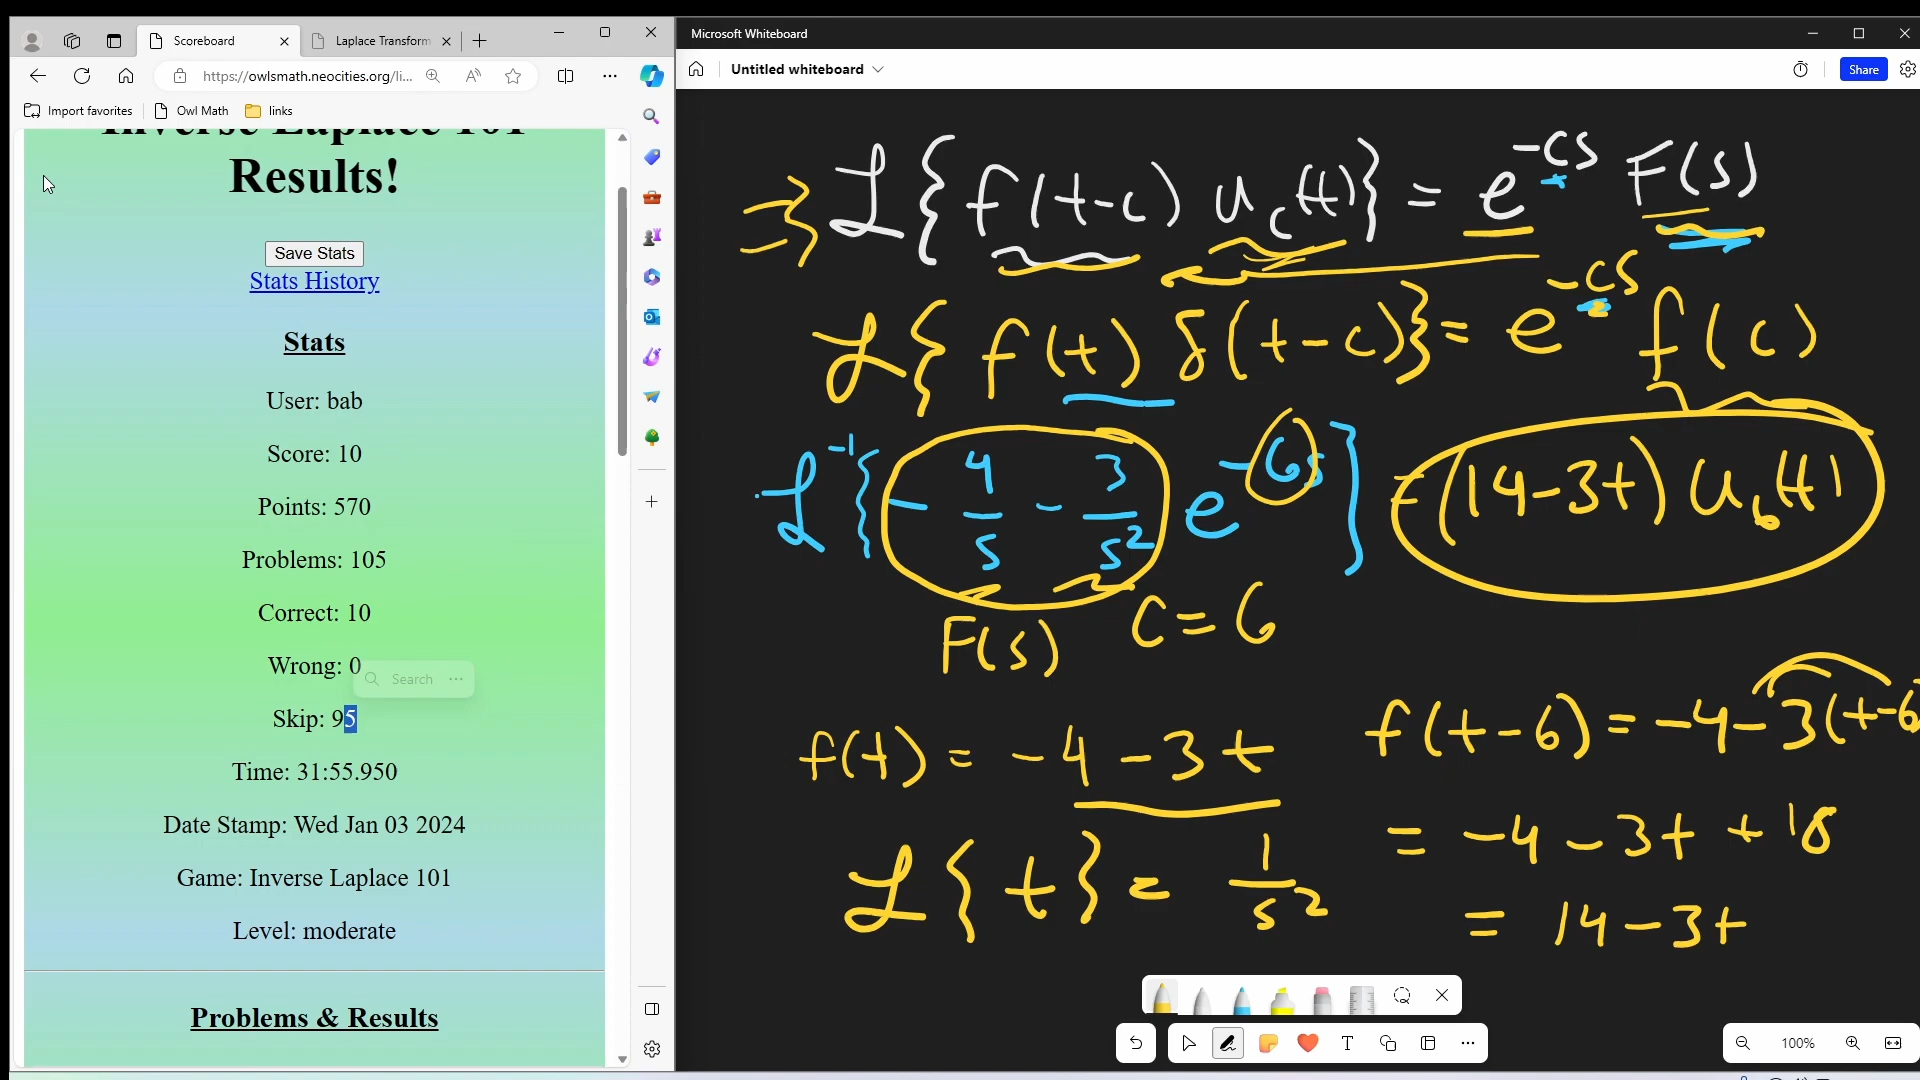 Scoreboard
Laplace Transform
https://owlsmath.neocities.org/li...
Import favorites
Owl Math
links
Inverse Laplace 101
Results!
Save Stats
Stats History
Stats
User: bab
Score: 10
Points: 570
Problems: 105
Correct: 10
Wrong: 0
Search
Skip: 95
Time: 31:55.950
Date Stamp: Wed Jan 03 2024
Game: Inverse Laplace 101
Level: moderate
Problems & Results
Microsoft Whiteboard
Untitled whiteboard
Share
⇒ ℒ{f(t-c) u_c(t)} = e^{-cs} F(s)
ℒ{f(t) δ(t-c)} = e^{-cs} f(c)
ℒ^{-1}{-4/s - 3/s² e^{-6s}} = (14-3t) u_6(t)
F(s) c=6
f(t) = -4-3t
f(t-6) = -4-3(t-6
= -4-3t+18
ℒ{t} = 1/s²
= 14-3t
100%